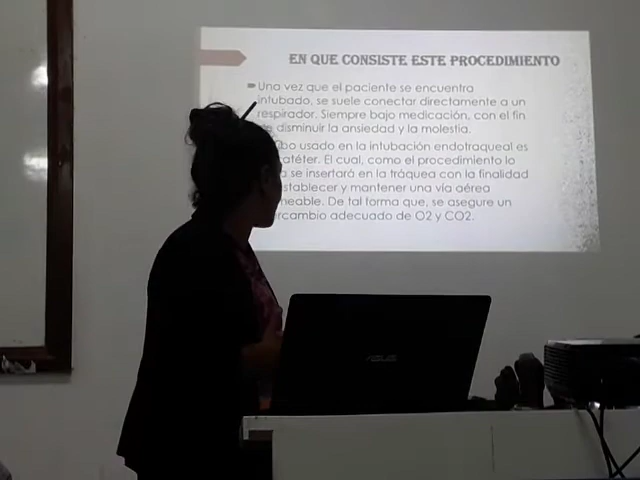 EN QUE CONSISTE ESTE PROCEDIMIENTO
Una vez que el paciente se encuentra
intubado, se suele conectar directamente a un
respirador. Siempre bajo medicación, con el fin
disminuir la ansiedad y la molestia.
usado en la intubación endotraqueal es
El cual, como el procedimiento lo
se insertará en la tráquea con la finalidad
y mantener una vía aérea
De tal forma que, se asegure un
adecuado de O2 y CO2.
ASUS